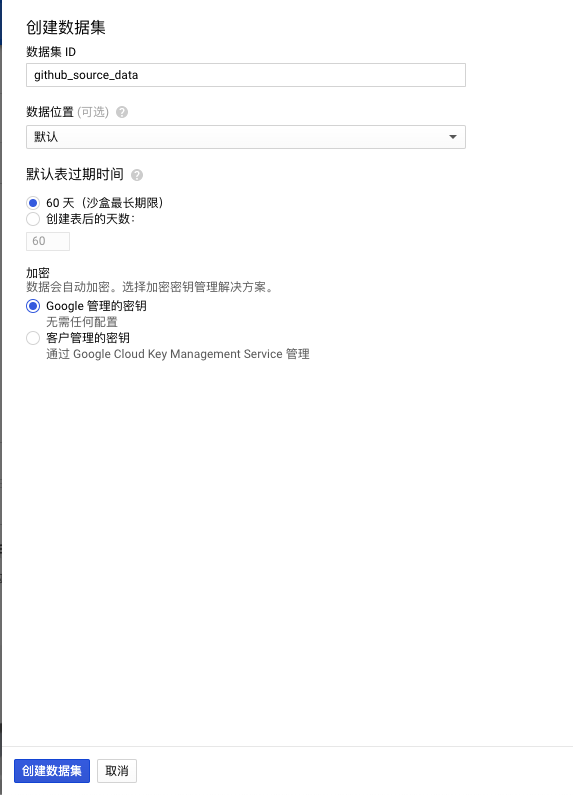 创建数据集
数据集 ID
github_source_data
数据位置 (可选) ?
默认
默认表过期时间 ?
60 天（沙盒最长期限）
创建表后的天数：
60
加密
数据会自动加密。选择加密密钥管理解决方案。
Google 管理的密钥
无需任何配置
客户管理的密钥
通过 Google Cloud Key Management Service 管理
创建数据集 取消